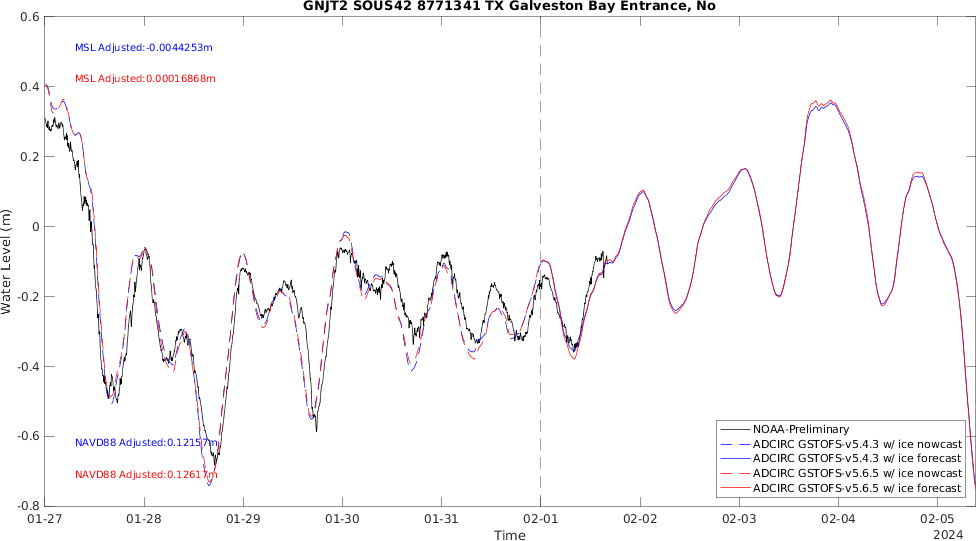 GNJT2 SOUS42 8771341 TX Galveston Bay Entrance, No
MSL Adjusted:-0.0044253m
MSL Adjusted:0.00016868m
NAVD88 Adjusted:0.12157m
NAVD88 Adjusted:0.12617m
Water Level (m)
0.6
0.4
0.2
0
-0.2
-0.4
-0.6
-0.8
NOAA-Preliminary
ADCIRC GSTOFS-v5.4.3 w/ ice nowcast
ADCIRC GSTOFS-v5.4.3 w/ ice forecast
ADCIRC GSTOFS-v5.6.5 w/ ice nowcast
ADCIRC GSTOFS-v5.6.5 w/ ice forecast
01-27 01-28 01-29 01-30 01-31 02-01 02-02 02-03 02-04 02-05
Time
2024